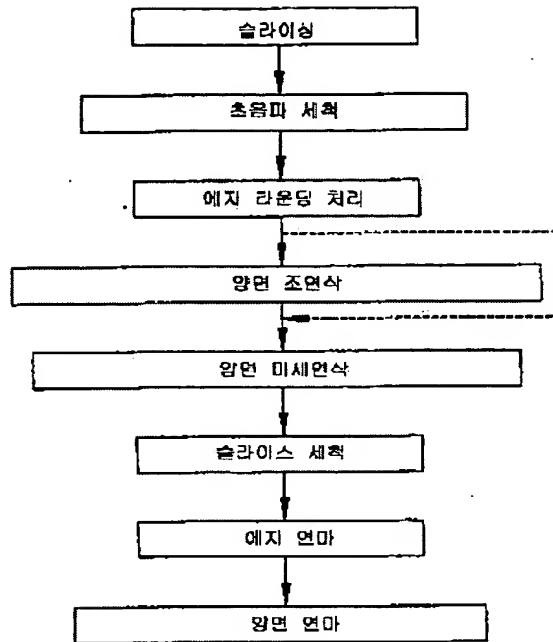 슬라이싱
초음파 세척
에지 라운딩 처리
양면 조연삭
양면 미세연삭
슬라이스 세척
에지 연마
양면 연마